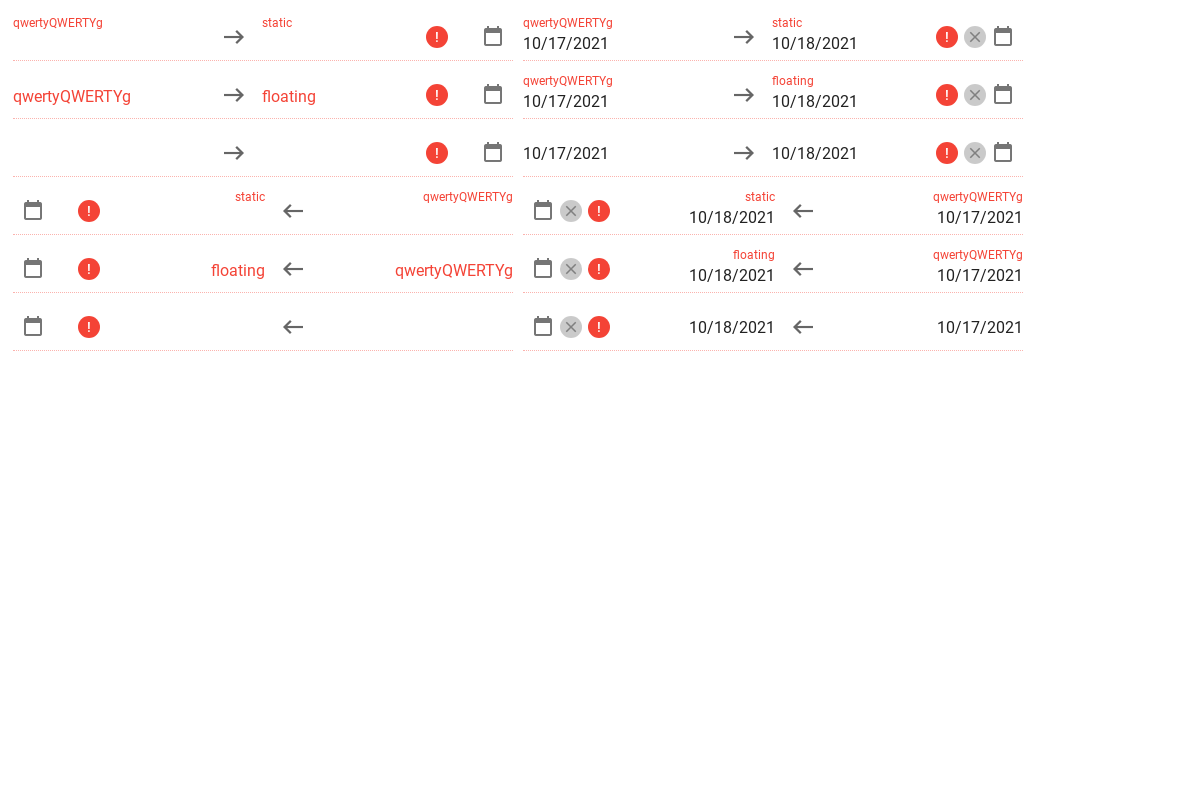 qwertyQWERTYg static qwertyQWERTYg static
10/17/2021 10/18/2021
qwertyQWERTYg floating qwertyQWERTYg floating
10/17/2021 10/18/2021
10/17/2021 10/18/2021
static qwertyQWERTYg static qwertyQWERTYg
10/18/2021 10/17/2021
floating qwertyQWERTYg floating qwertyQWERTYg
10/18/2021 10/17/2021
10/18/2021 10/17/2021